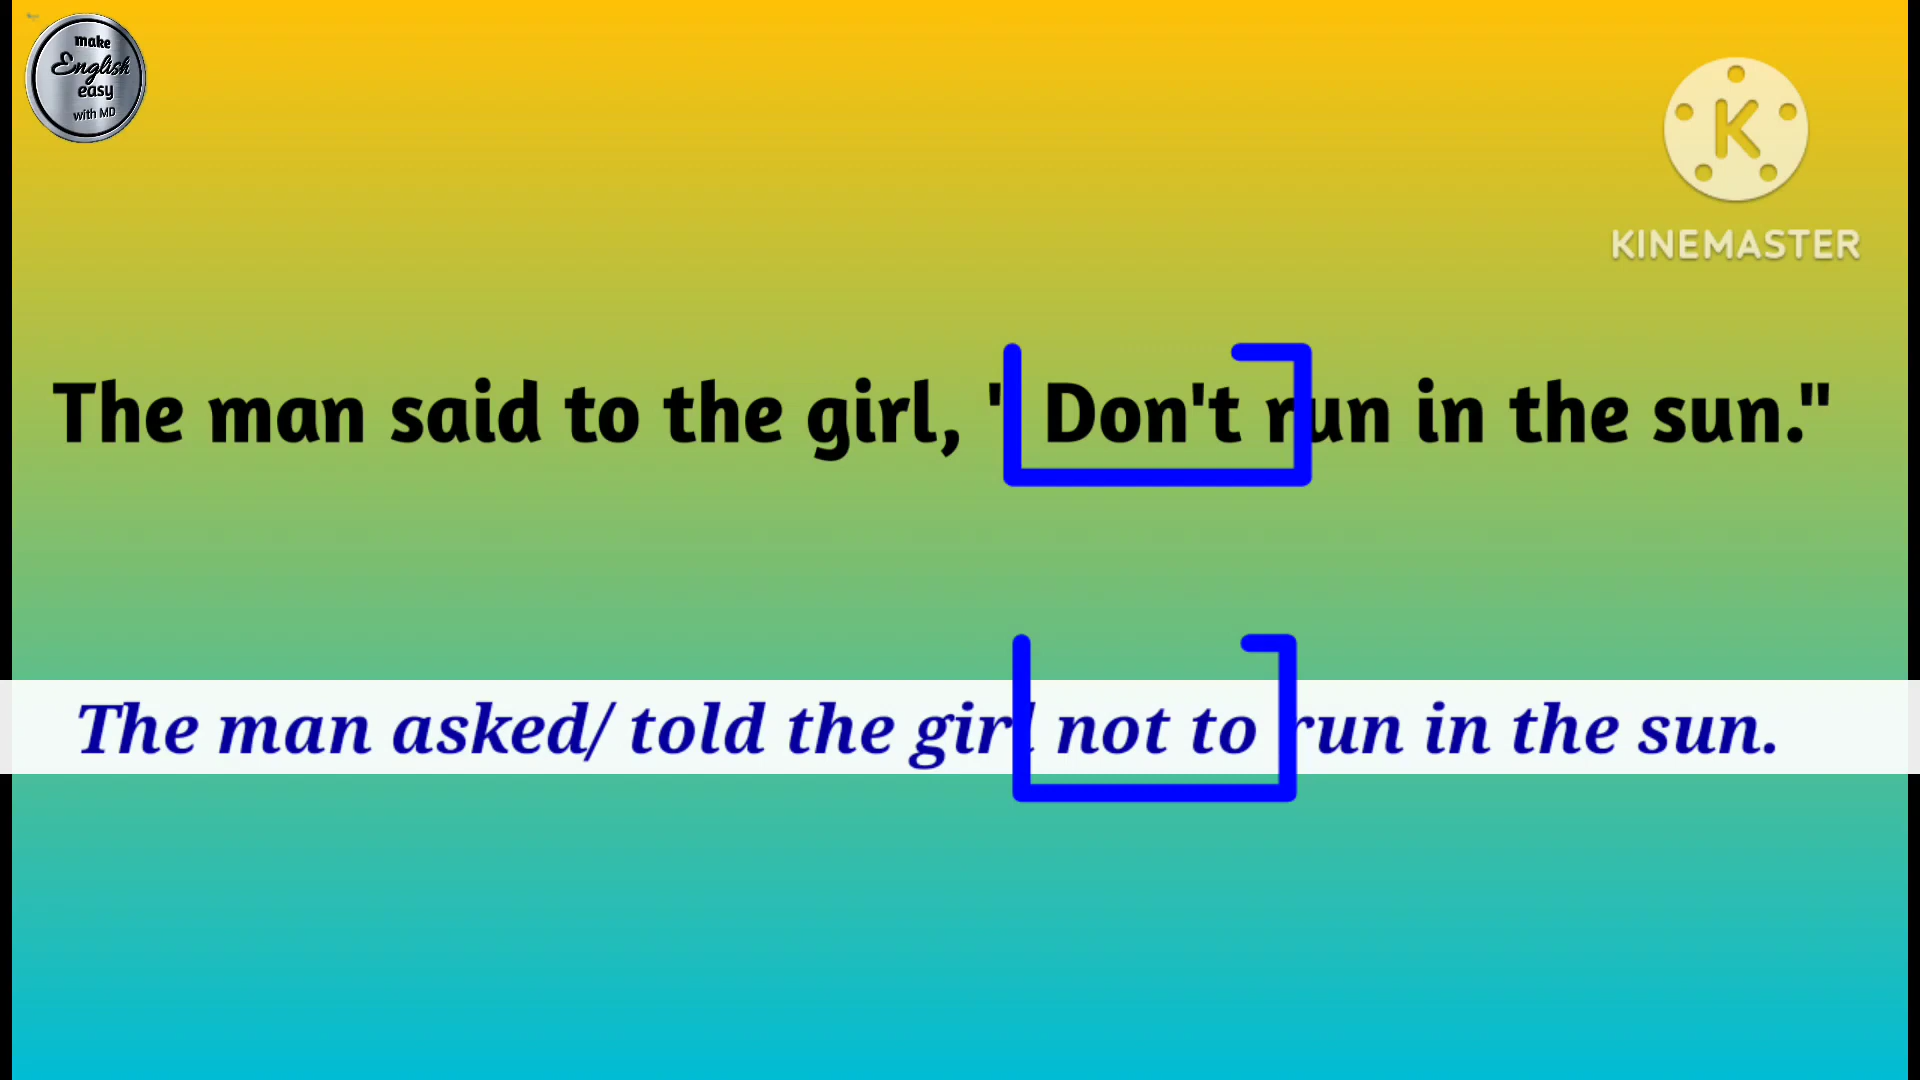 make
English
easy
with MD
KINEMASTER
The man said to the girl, " Don't run in the sun."
The man asked/ told the girl not to run in the sun.